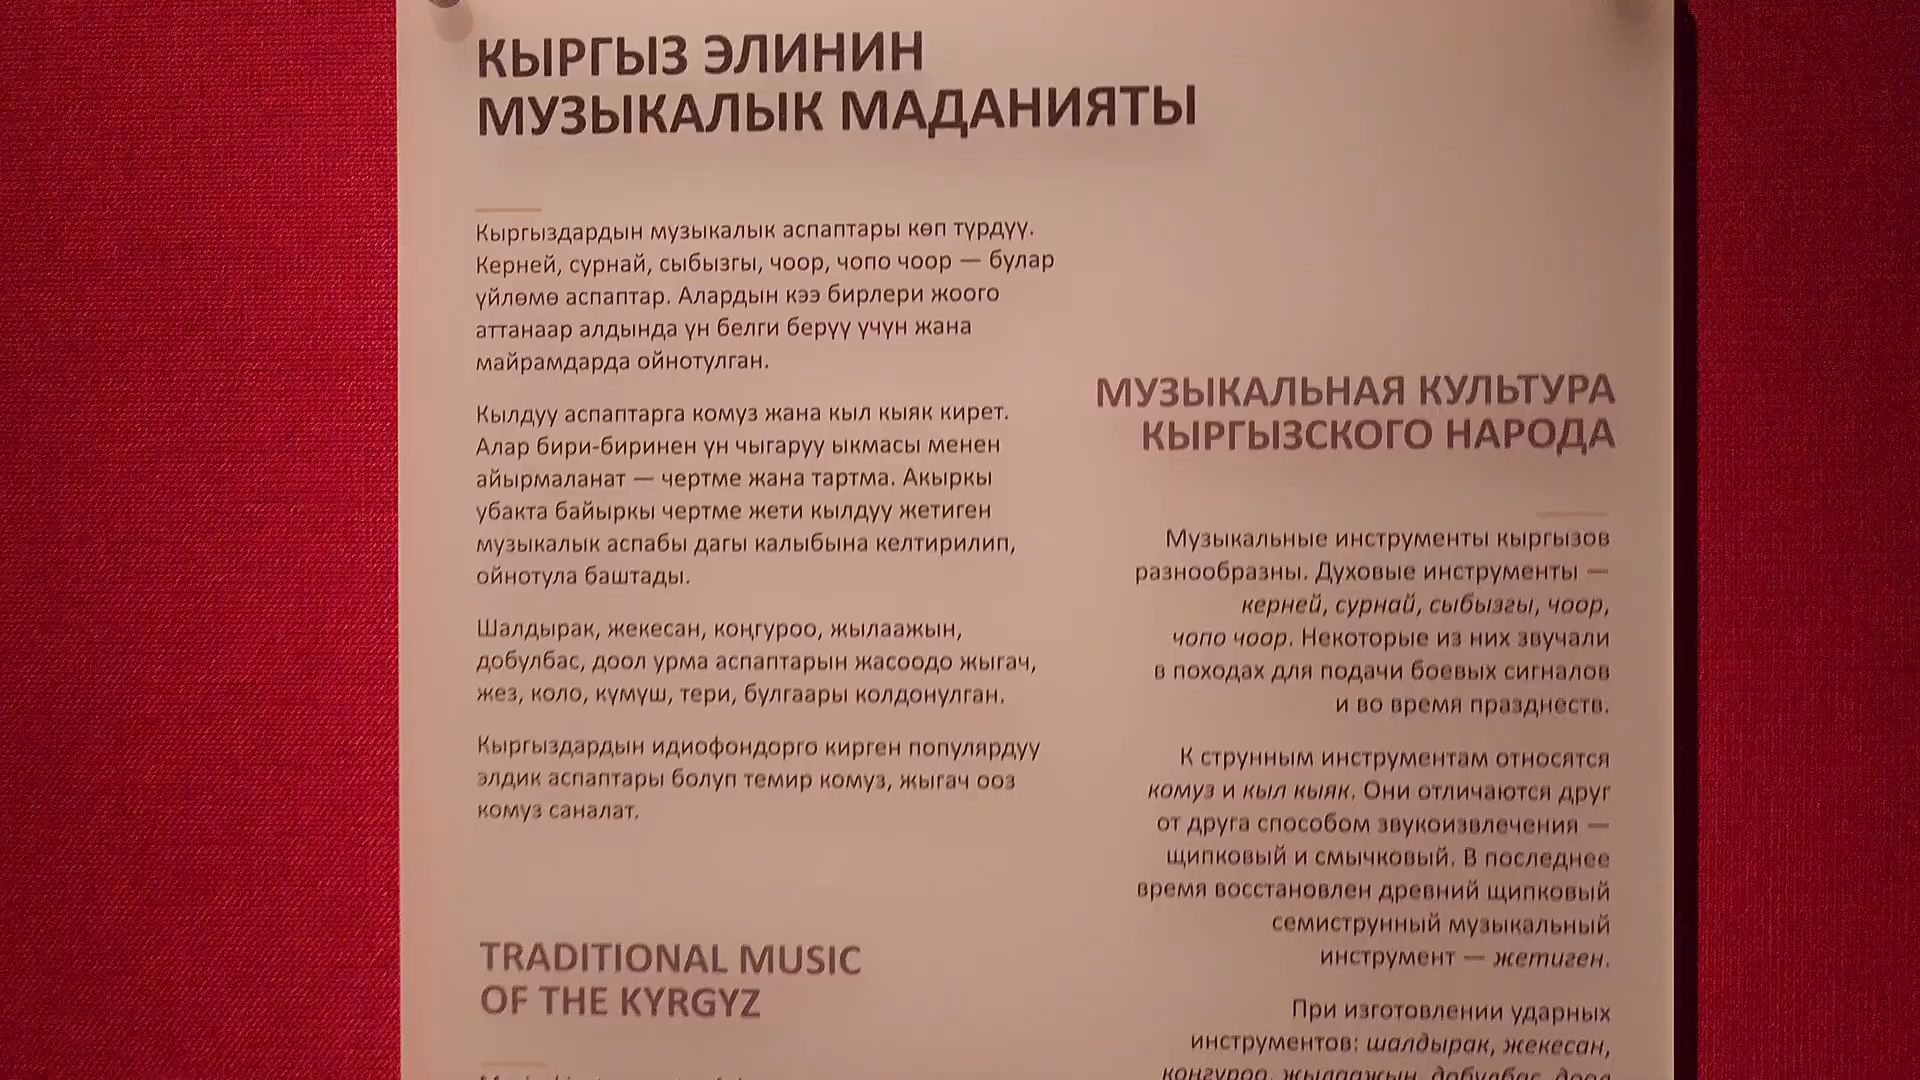 КЫРГЫЗ ЭЛИНИН
МУЗЫКАЛЫК МАДАНИЯТЫ
Кыргыздардын музыкалык аспаптары көп түрдүү.
Керней, сурнай, сыбызгы, чоор, чопо чоор — булар
үйлөмө аспаптар. Алардын кээ бирлери жоого
аттанаар алдында үн белги берүү үчүн жана
майрамдарда ойнотулган.
Кылдуу аспаптарга комуз жана кыл кыяк кирет.
Алар бири-биринен үн чыгаруу ыкмасы менен
айырмаланат — чертме жана тартма. Акыркы
убакта байыркы чертме жети кылдуу жетиген
музыкалык аспабы дагы калыбына келтирилип,
ойнотула баштады.
Шалдырак, жекесан, коңгуроо, жылаажын,
добулбас, доол урма аспаптарын жасоодо жыгач,
жез, коло, күмүш, тери, булгаары колдонулган.
Кыргыздардын идиофондорго кирген популярдуу
элдик аспаптары болуп темир комуз, жыгач ооз
комуз саналат.
TRADITIONAL MUSIC
OF THE KYRGYZ
МУЗЫКАЛЬНАЯ КУЛЬТУРА
КЫРГЫЗСКОГО НАРОДА
Музыкальные инструменты кыргызов
разнообразны. Духовые инструменты —
керней, сурнай, сыбызгы, чоор,
чопо чоор. Некоторые из них звучали
в походах для подачи боевых сигналов
и во время празднеств.
К струнным инструментам относятся
комуз и кыл кыяк. Они отличаются друг
от друга способом звукоизвлечения —
щипковый и смычковый. В последнее
время восстановлен древний щипковый
семиструнный музыкальный
инструмент — жетиген.
При изготовлении ударных
инструментов: шалдырак, жекесан,
конгуроо, жылаажын, добулбас, доол